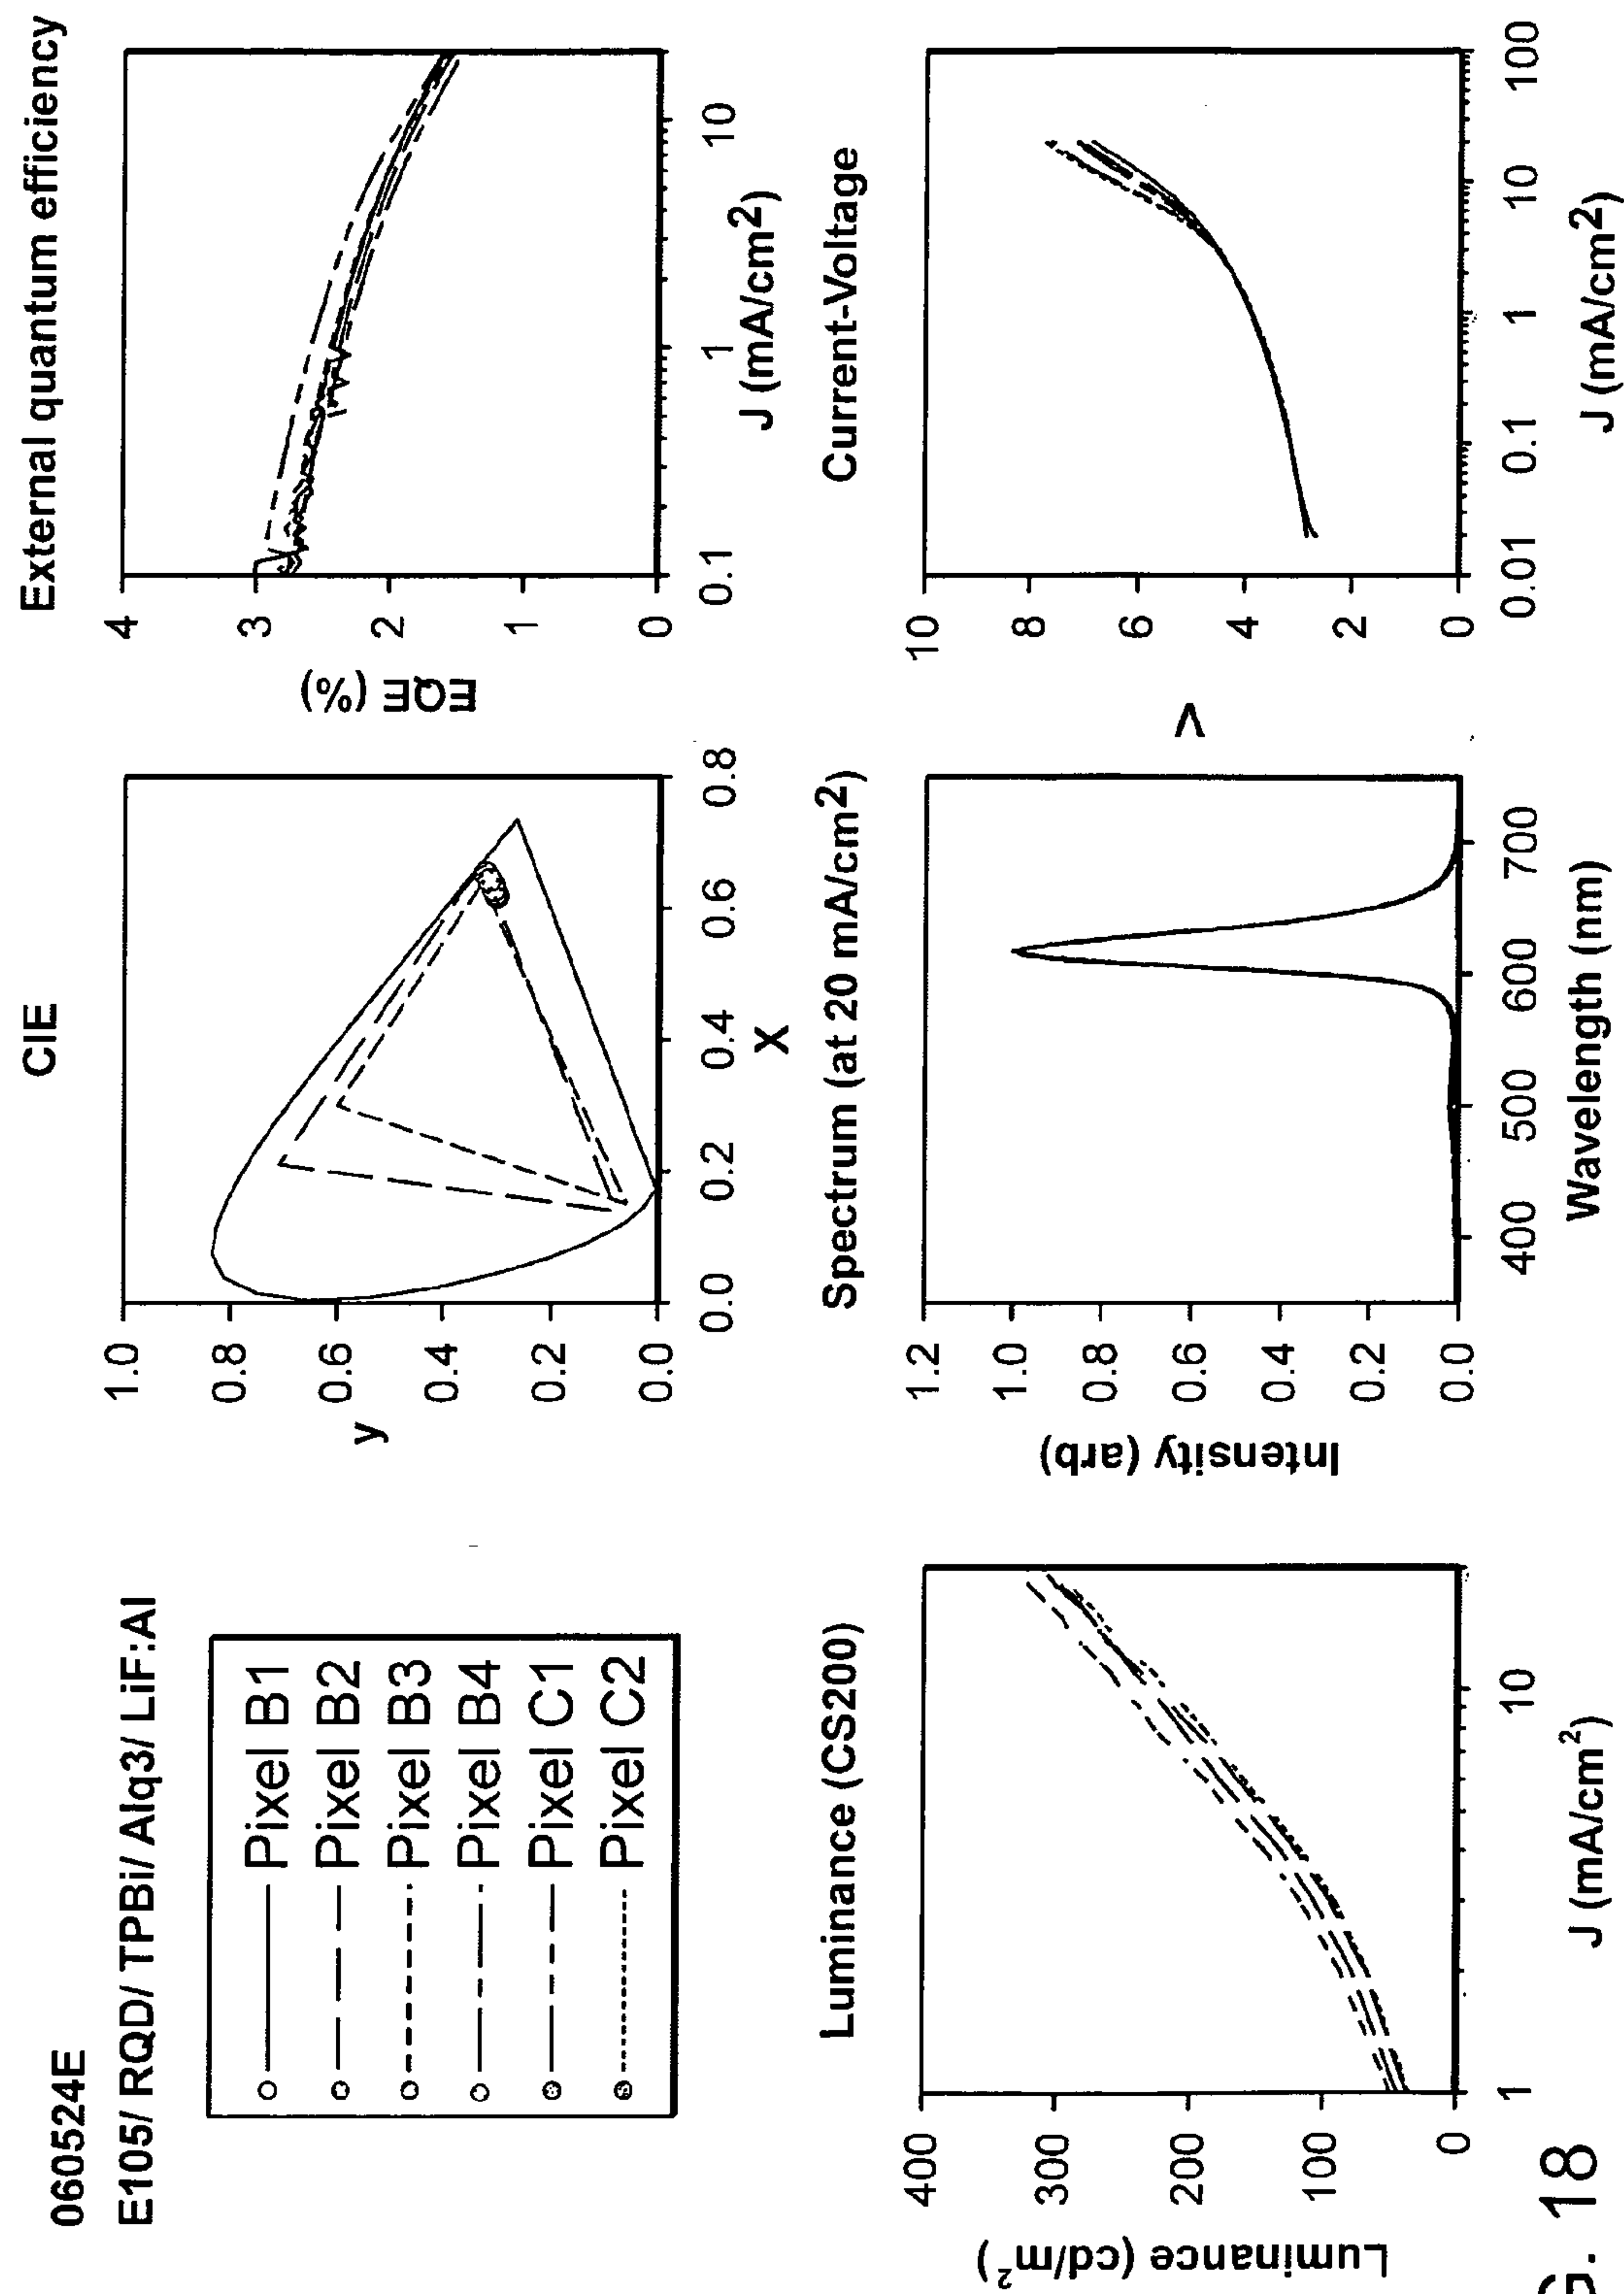 060524E
E105/ RQD/ TPBi/ Alq3/ LiF:Al
Pixel B1
Pixel B2
Pixel B3
Pixel B4
Pixel C1
Pixel C2
CIE
y
1.0
0.8
0.6
0.4
0.2
0.0
0.0 0.2 0.4 0.6 0.8
X
External quantum efficiency
EQE (%)
4
3
2
1
0
0.1 1 10
J (mA/cm2)
Luminance (CS200)
Luminance (cd/m2)
400
300
200
100
0
1 10
J (mA/cm2)
Spectrum (at 20 mA/cm2)
Intensity (arb)
1.2
1.0
0.8
0.6
0.4
0.2
0.0
400 500 600 700
Wavelength (nm)
Current-Voltage
V
10
8
6
4
2
0
0.01 0.1 1 10 100
J (mA/cm2)
18